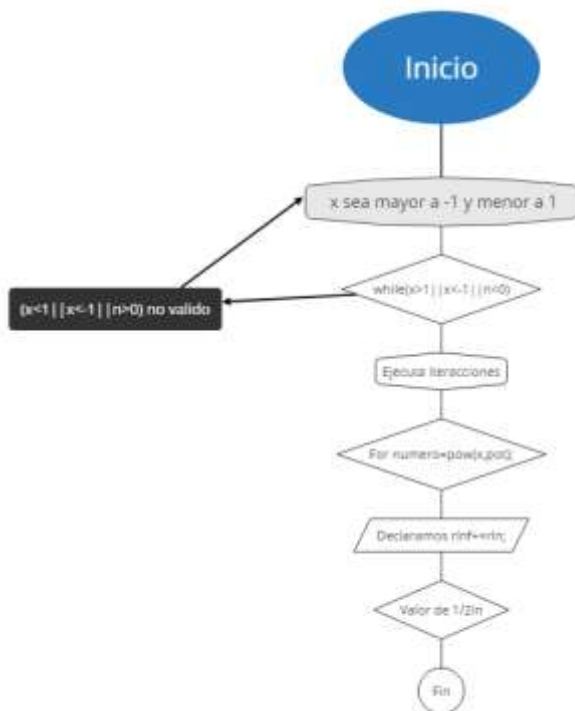 Inicio
x sea mayor a -1 y menor a 1
while(x>1||x<-1||n<0)
(x<1||x<-1||n>0) no valido
Ejecuta Iteracciones
For numero=pow(x,pot);
Declaramos rInf+=rln;
Valor de 1/2ln
Fin